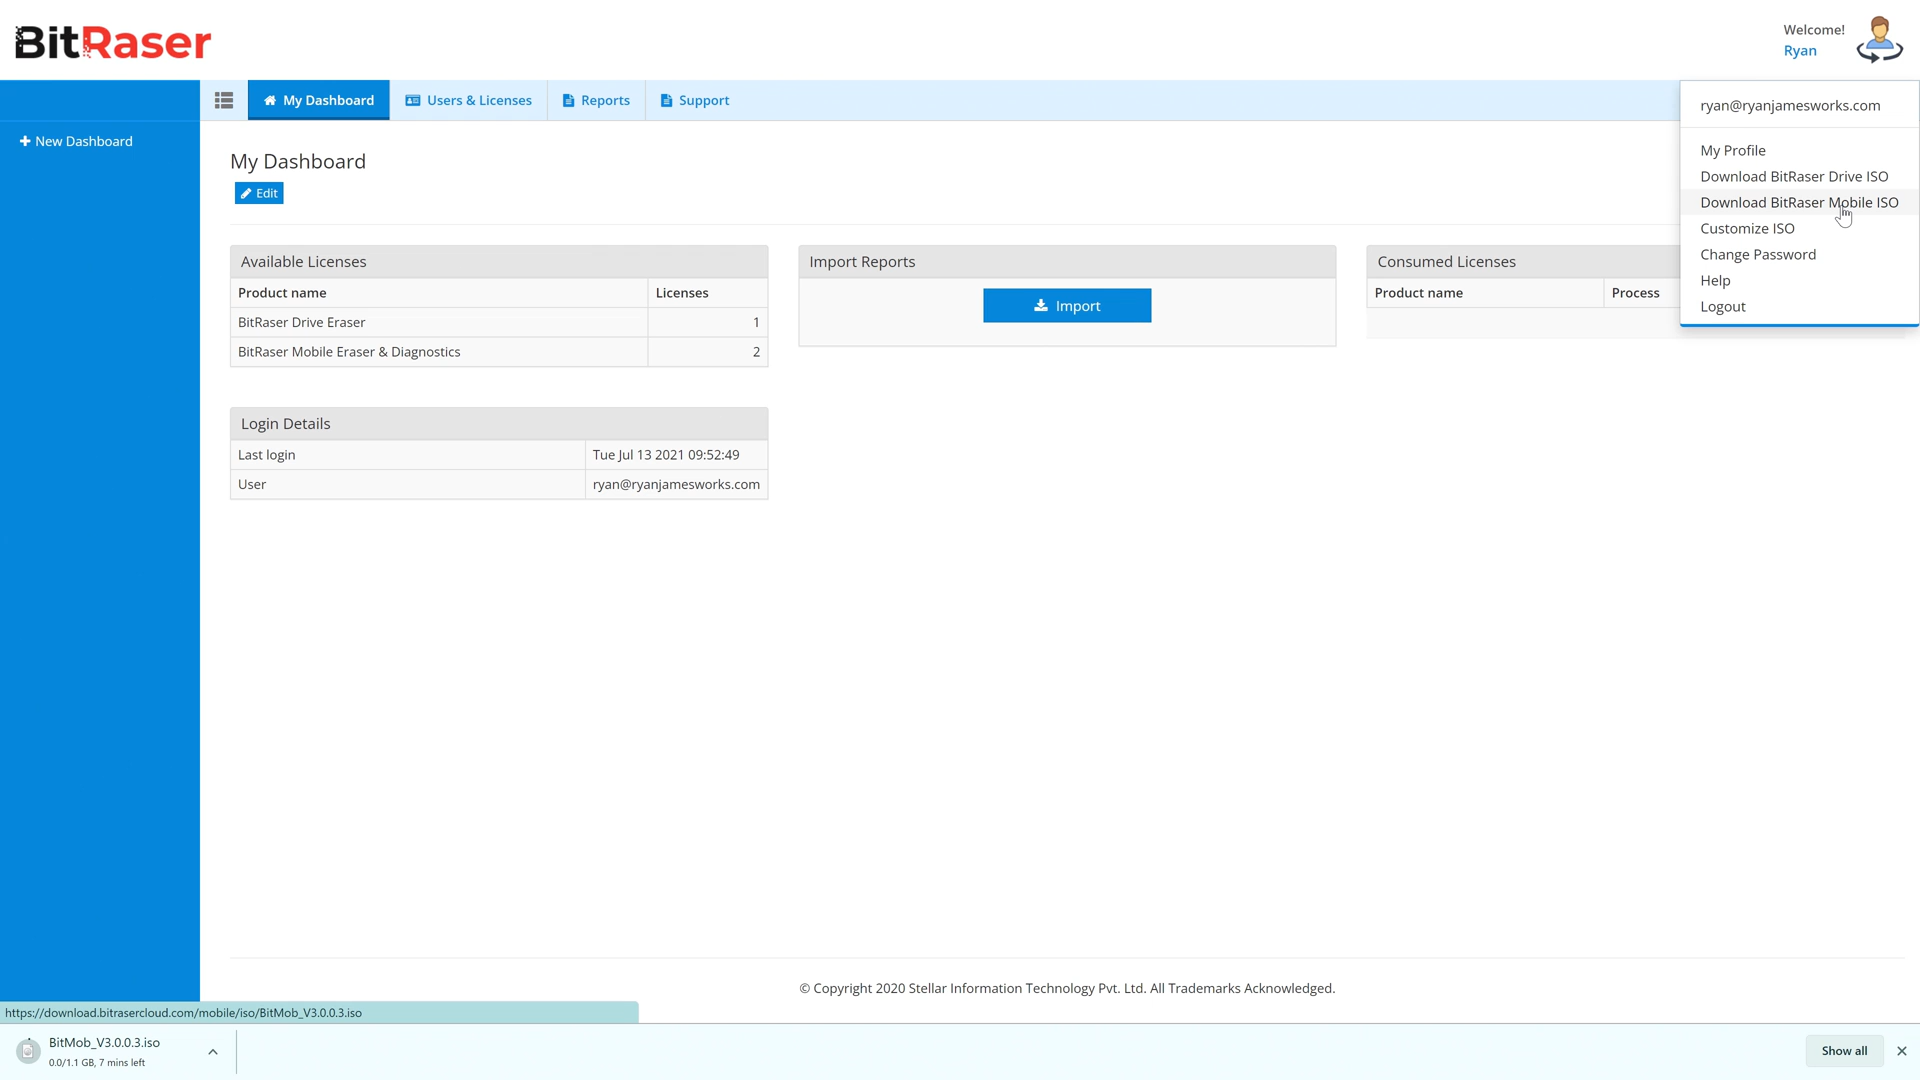 BitRaser
Welcome!
Ryan
My Dashboard
Users & Licenses
Reports
Support
ryan@ryanjamesworks.com
My Profile
Download BitRaser Drive ISO
Download BitRaser Mobile ISO
Customize ISO
Change Password
Help
Logout
New Dashboard
My Dashboard
Edit
Available Licenses
Product name Licenses
BitRaser Drive Eraser 1
BitRaser Mobile Eraser & Diagnostics 2
Import Reports
Import
Consumed Licenses
Product name Process
Login Details
Last login Tue Jul 13 2021 09:52:49
User ryan@ryanjamesworks.com
© Copyright 2020 Stellar Information Technology Pvt. Ltd. All Trademarks Acknowledged.
https://download.bitrasercloud.com/mobile/iso/BitMob_V3.0.0.3.iso
BitMob_V3.0.0.3.iso
0.0/1.1 GB, 7 mins left
Show all